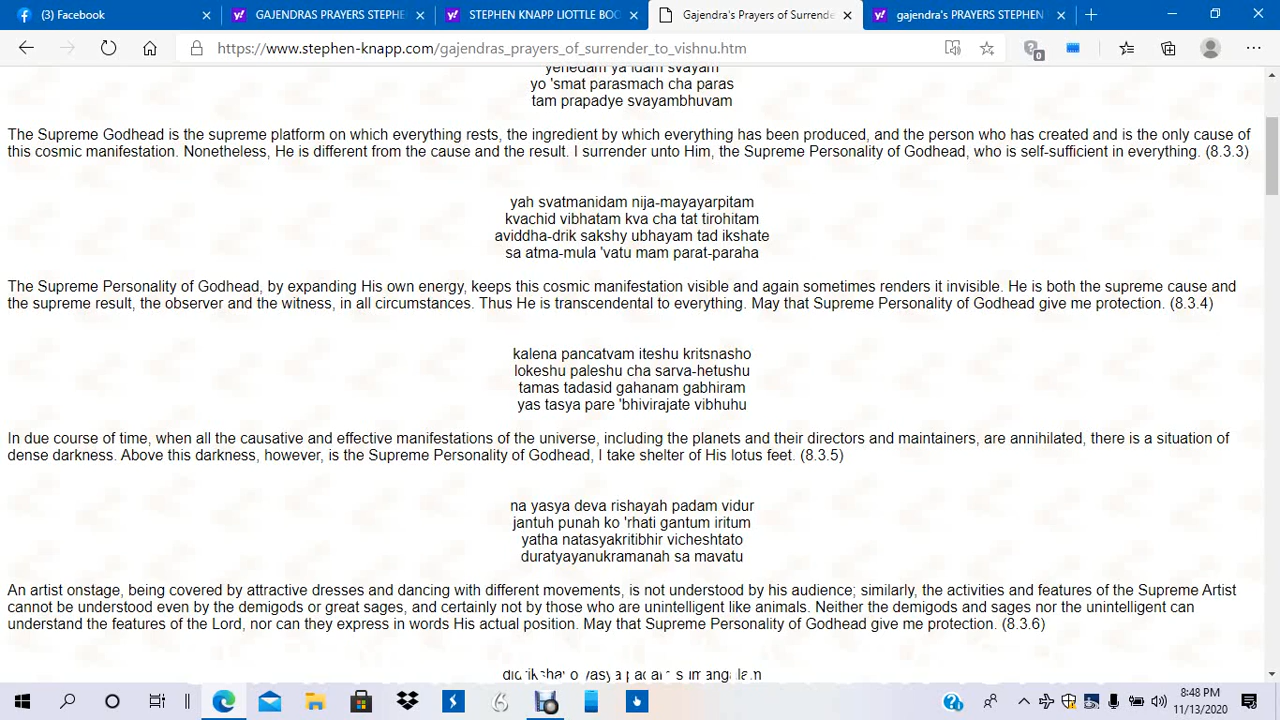 (3) Facebook
GAJENDRAS PRAYERS STEPHE
STEPHEN KNAPP LIOTTLE BOO
Gajendra's Prayers of Surrende
gajendra's PRAYERS STEPHEN
https://www.stephen-knapp.com/gajendras_prayers_of_surrender_to_vishnu.htm
0
yenedam ya idam svayam
yo 'smat parasmach cha paras
tam prapadye svayambhuvam
The Supreme Godhead is the supreme platform on which everything rests, the ingredient by which everything has been produced, and the person who has created and is the only cause of
this cosmic manifestation. Nonetheless, He is different from the cause and the result. I surrender unto Him, the Supreme Personality of Godhead, who is self-sufficient in everything. (8.3.3)
yah svatmanidam nija-mayayarpitam
kvachid vibhatam kva cha tat tirohitam
aviddha-drik sakshy ubhayam tad ikshate
sa atma-mula 'vatu mam parat-paraha
The Supreme Personality of Godhead, by expanding His own energy, keeps this cosmic manifestation visible and again sometimes renders it invisible. He is both the supreme cause and
the supreme result, the observer and the witness, in all circumstances. Thus He is transcendental to everything. May that Supreme Personality of Godhead give me protection. (8.3.4)
kalena pancatvam iteshu kritsnasho
lokeshu paleshu cha sarva-hetushu
tamas tadasid gahanam gabhiram
yas tasya pare 'bhivirajate vibhuhu
In due course of time, when all the causative and effective manifestations of the universe, including the planets and their directors and maintainers, are annihilated, there is a situation of
dense darkness. Above this darkness, however, is the Supreme Personality of Godhead, I take shelter of His lotus feet. (8.3.5)
na yasya deva rishayah padam vidur
jantuh punah ko 'rhati gantum iritum
yatha natasyakritibhir vicheshtato
duratyayanukramanah sa mavatu
An artist onstage, being covered by attractive dresses and dancing with different movements, is not understood by his audience; similarly, the activities and features of the Supreme Artist
cannot be understood even by the demigods or great sages, and certainly not by those who are unintelligent like animals. Neither the demigods and sages nor the unintelligent can
understand the features of the Lord, nor can they express in words His actual position. May that Supreme Personality of Godhead give me protection. (8.3.6)
didrikshavo yasya padam sumangalam
8:48 PM
11/13/2020